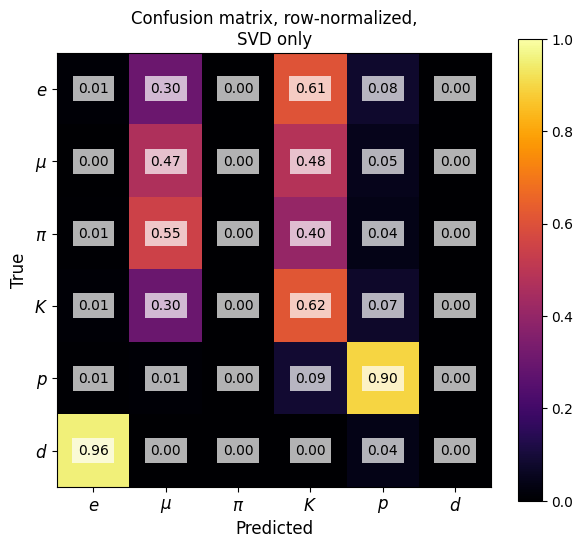 Confusion matrix, row-normalized,
SVD only
e 0.01 0.30 0.00 0.61 0.08 0.00
μ 0.00 0.47 0.00 0.48 0.05 0.00
π 0.01 0.55 0.00 0.40 0.04 0.00
K 0.01 0.30 0.00 0.62 0.07 0.00
p 0.01 0.01 0.00 0.09 0.90 0.00
d 0.96 0.00 0.00 0.00 0.04 0.00
e μ π K p d
Predicted
True
1.0
0.8
0.6
0.4
0.2
0.0